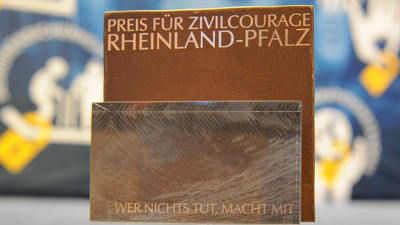 PREIS FÜR ZIVILCOURAGE
RHEINLAND-PFALZ
WER NICHTS TUT, MACHT MIT